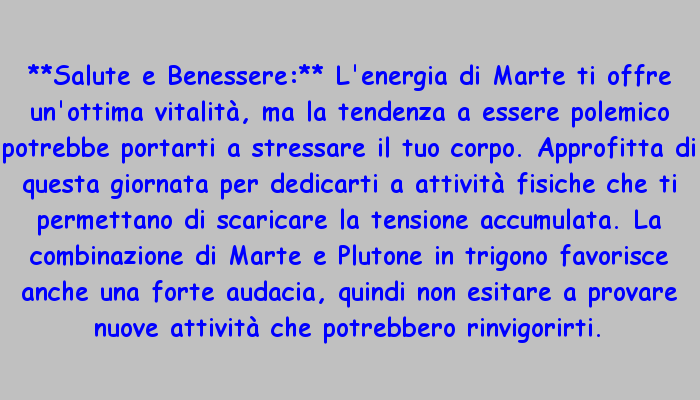 **Salute e Benessere:** L'energia di Marte ti offre
un'ottima vitalità, ma la tendenza a essere polemico
potrebbe portarti a stressare il tuo corpo. Approfitta di
questa giornata per dedicarti a attività fisiche che ti
permettano di scaricare la tensione accumulata. La
combinazione di Marte e Plutone in trigono favorisce
anche una forte audacia, quindi non esitare a provare
nuove attività che potrebbero rinvigorirti.